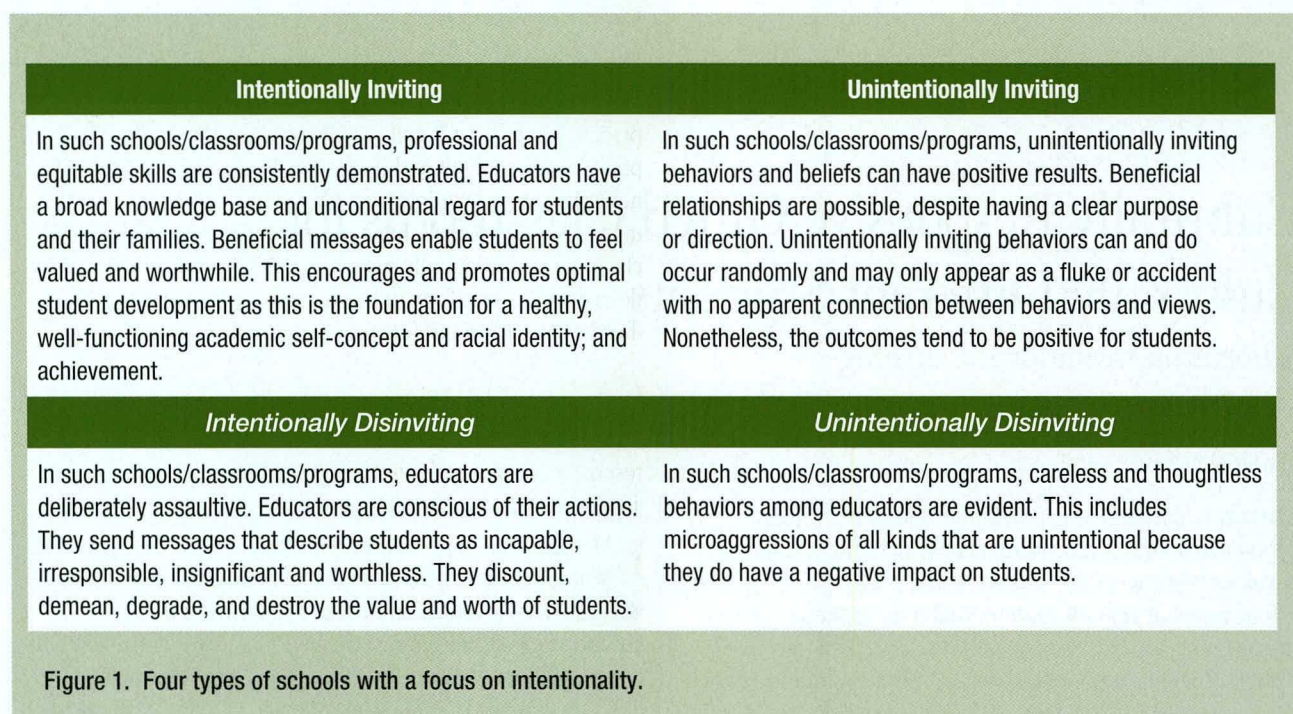 Intentionally Inviting
In such schools/classrooms/programs, professional and
equitable skills are consistently demonstrated. Educators have
a broad knowledge base and unconditional regard for students
and their families. Beneficial messages enable students to feel
valued and worthwhile. This encourages and promotes optimal
student development as this is the foundation for a healthy,
well-functioning academic self-concept and racial identity; and
achievement.
Unintentionally Inviting
In such schools/classrooms/programs, unintentionally inviting
behaviors and beliefs can have positive results. Beneficial
relationships are possible, despite having a clear purpose
or direction. Unintentionally inviting behaviors can and do
occur randomly and may only appear as a fluke or accident
with no apparent connection between behaviors and views.
Nonetheless, the outcomes tend to be positive for students.
Intentionally Disinviting
In such schools/classrooms/programs, educators are
deliberately assaultive. Educators are conscious of their actions.
They send messages that describe students as incapable,
irresponsible, insignificant and worthless. They discount,
demean, degrade, and destroy the value and worth of students.
Unintentionally Disinviting
In such schools/classrooms/programs, careless and thoughtless
behaviors among educators are evident. This includes
microaggressions of all kinds that are unintentional because
they do have a negative impact on students.
Figure 1. Four types of schools with a focus on intentionality.